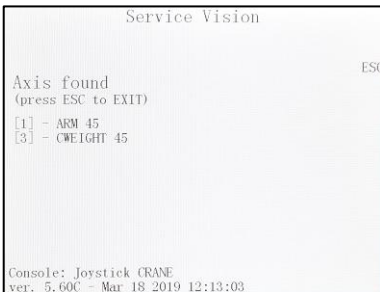 Service Vision
ESC
Axis found
(press ESC to EXIT)
[1] - ARM 45
[3] - CWEIGHT 45
Console: Joystick CRANE
ver. 5.60C - Mar 18 2019 12:13:03